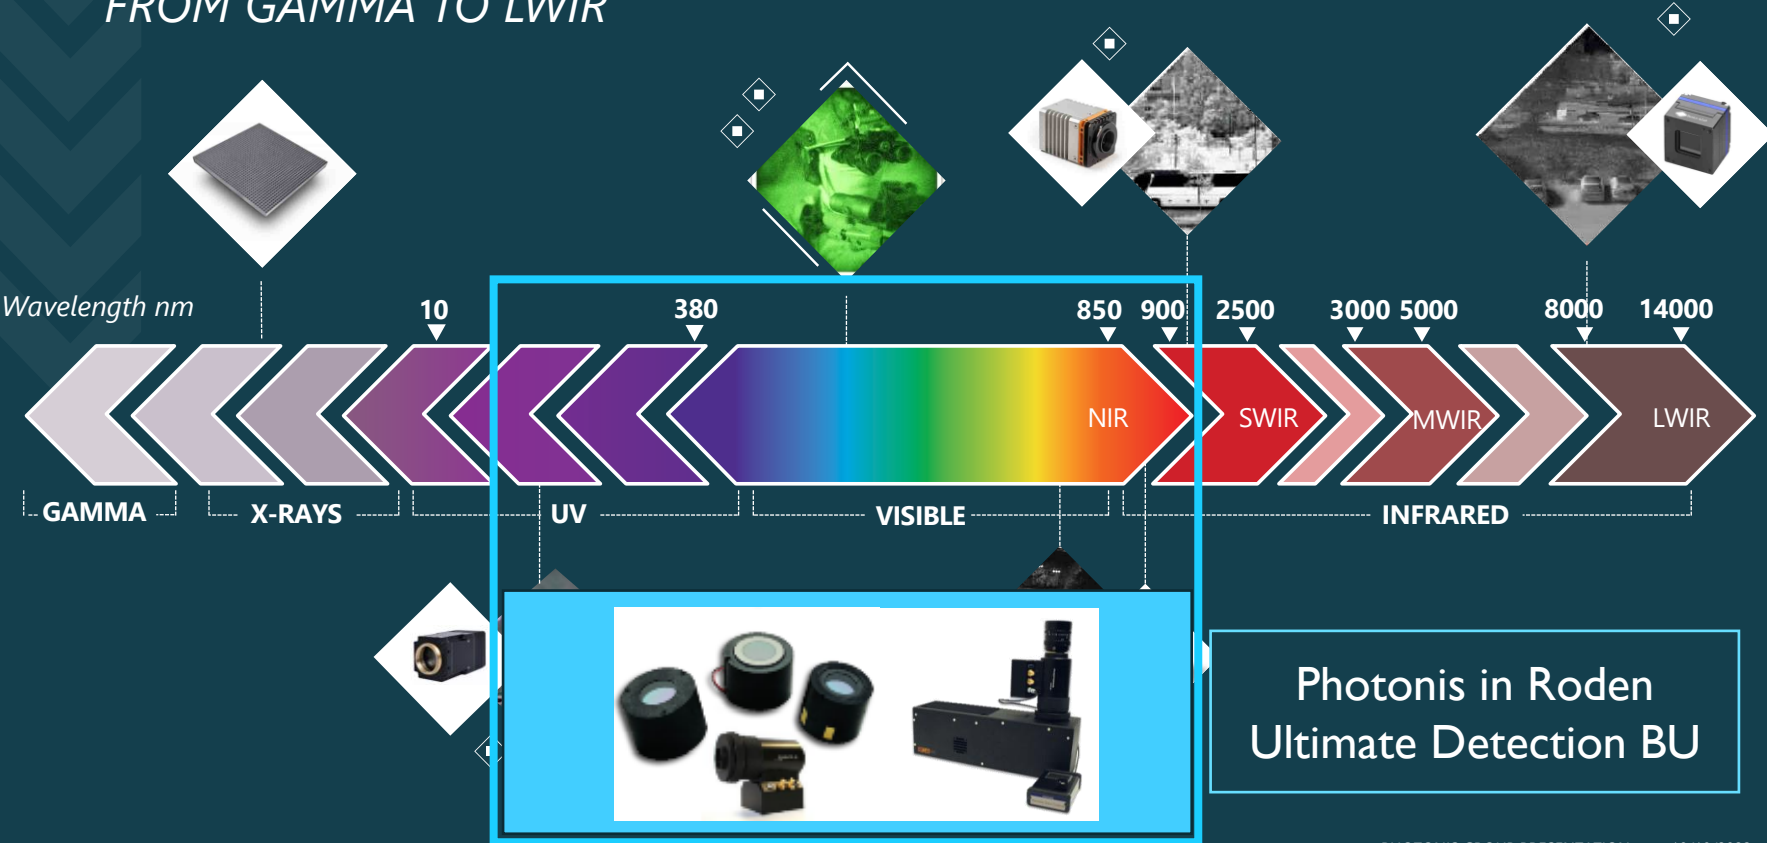 FROM GAMMA TO LWIR
Wavelength nm
10
380
850
900
2500
3000
5000
8000
14000
NIR
SWIR
MWIR
LWIR
GAMMA
X-RAYS
UV
VISIBLE
INFRARED
Photonis in Roden
Ultimate Detection BU